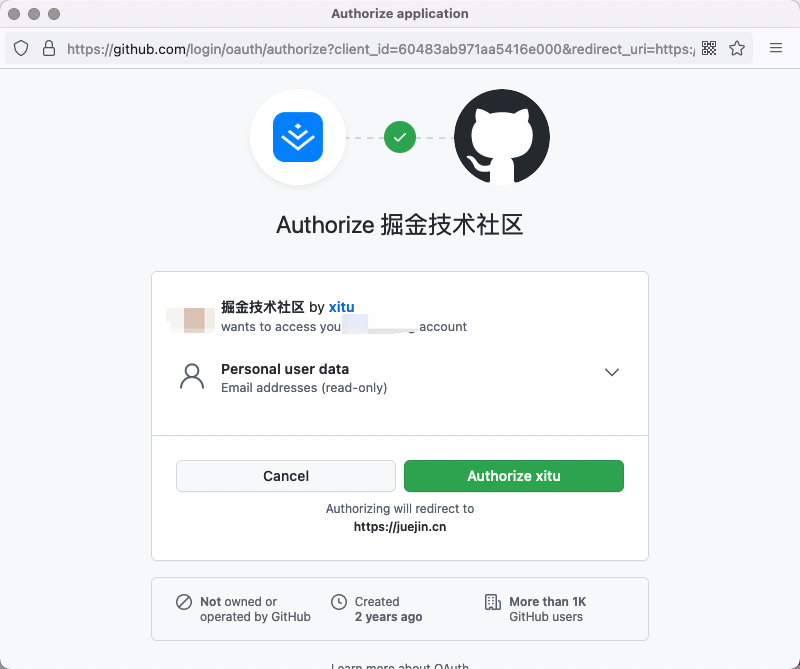 Authorize application
https://github.com/login/oauth/authorize?client_id=60483ab971aa5416e000&redirect_uri=https:/
Authorize 掘金技术社区
掘金技术社区 by xitu
wants to access you account
Personal user data
Email addresses (read-only)
Cancel
Authorize xitu
Authorizing will redirect to
https://juejin.cn
Not owned or
operated by GitHub
Created
2 years ago
More than 1K
GitHub users
Learn more about OAuth